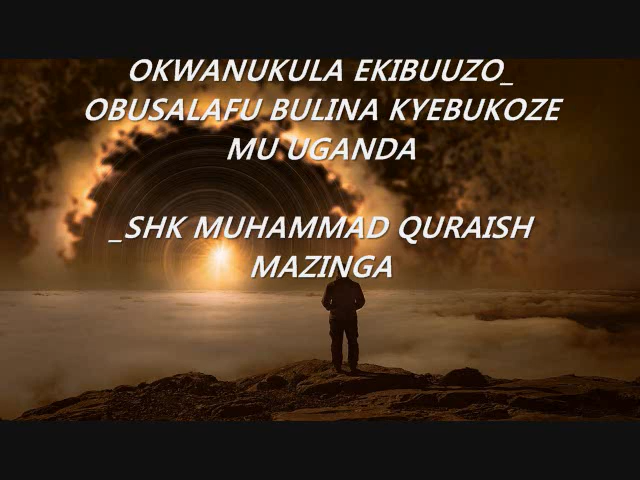 OKWANUKULA EKIBUUZO_
OBUSALAFU BULINA KYEBUKOZE
MU UGANDA
_SHK MUHAMMAD QURAISH
MAZINGA